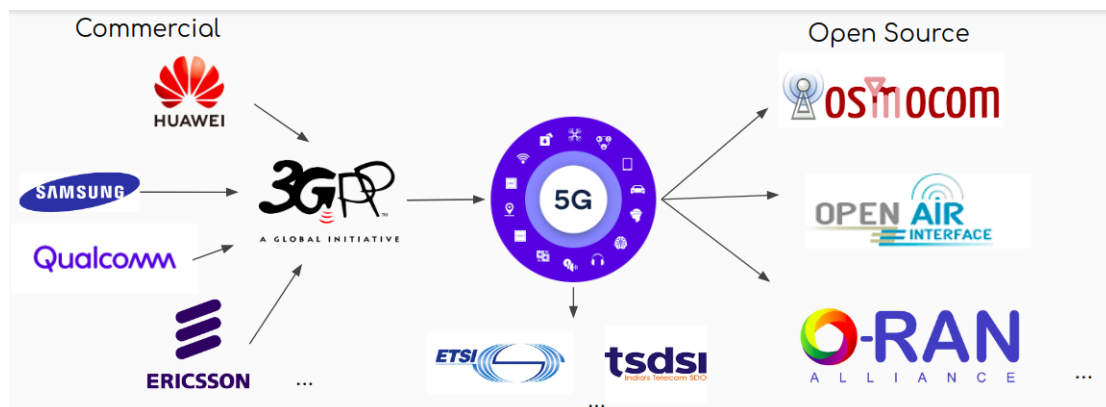 Commercial
Open Source
HUAWEI
SAMSUNG
Qualcomm
ERICSSON
...
3GPP™
A GLOBAL INITIATIVE
5G
ETSI
tsdsi
India's Telecom SDO
...
osmocom
OPEN AIR
INTERFACE
O-RAN
ALLIANCE
...